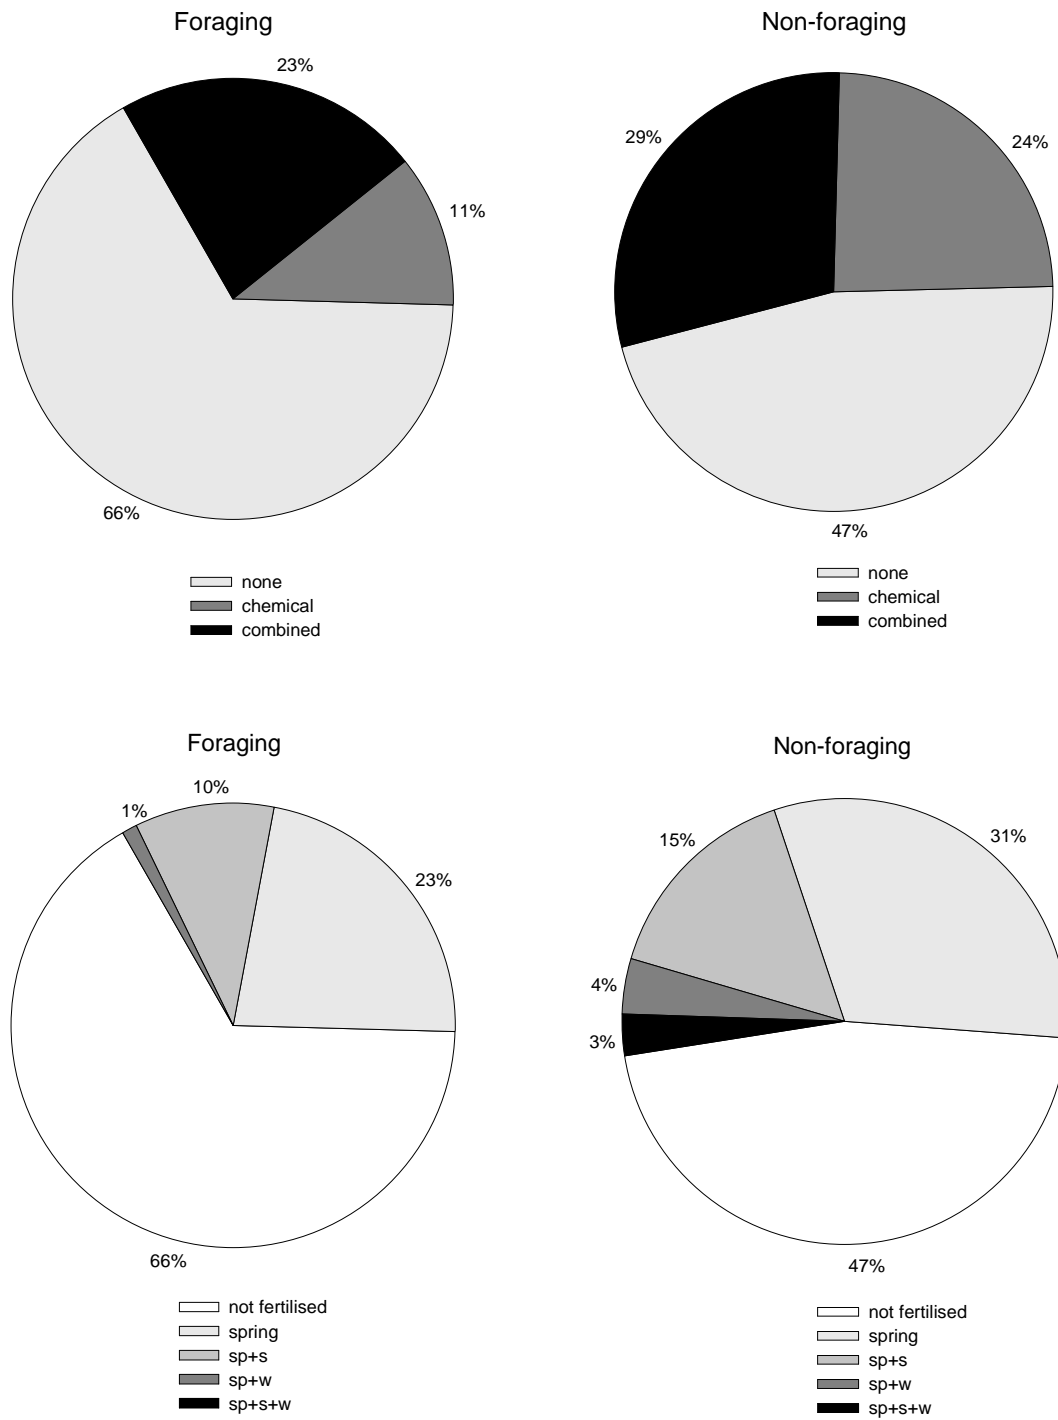 Foraging
23%
11%
66%
none
chemical
combined
Non-foraging
29%
24%
47%
none
chemical
combined
Foraging
1%
10%
23%
66%
not fertilised
spring
sp+s
sp+w
sp+s+w
Non-foraging
15%
31%
4%
3%
47%
not fertilised
spring
sp+s
sp+w
sp+s+w